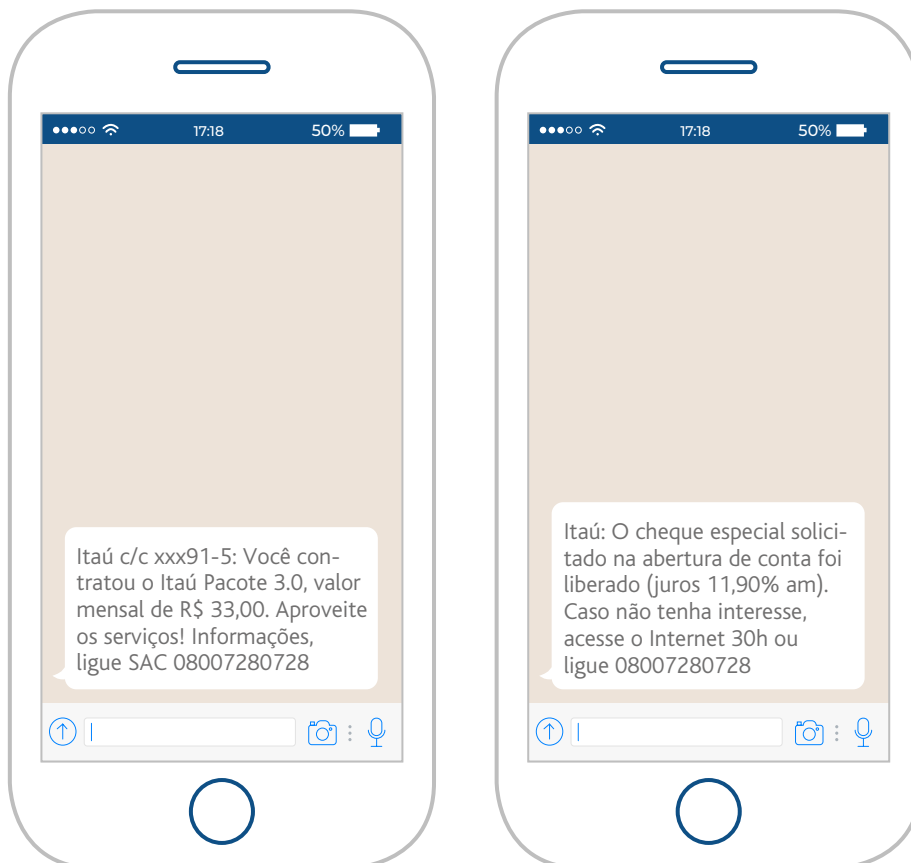 17:18
50%
Itaú c/c xxx91-5: Você con-
tratou o Itaú Pacote 3.0, valor
mensal de R$ 33,00. Aproveite
os serviços! Informações,
ligue SAC 08007280728
17:18
50%
Itaú: O cheque especial solici-
tado na abertura de conta foi
liberado (juros 11,90% am).
Caso não tenha interesse,
acesse o Internet 30h ou
ligue 08007280728